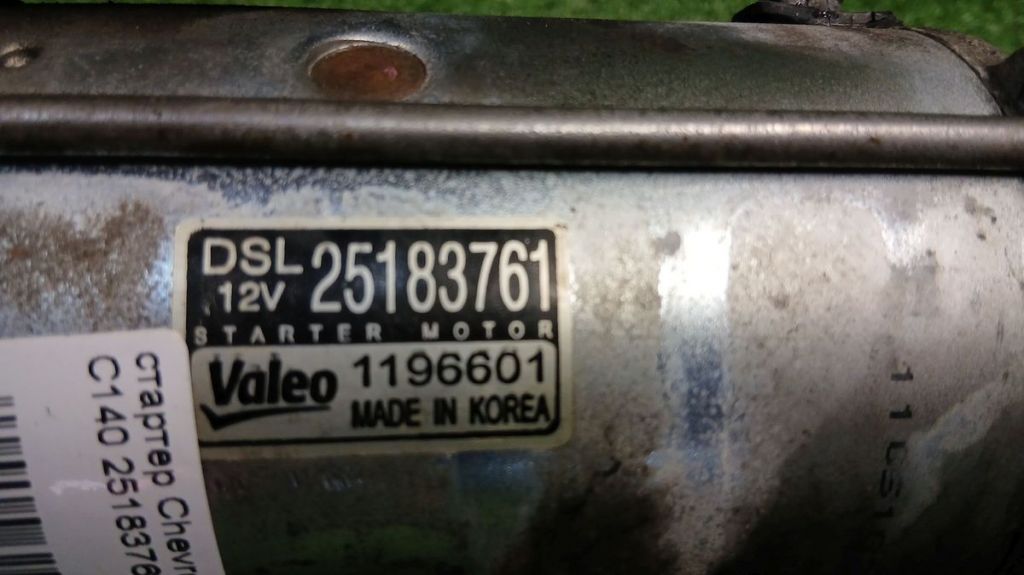 DSL 25183761
12V
STARTER MOTOR
Valeo 1196601
MADE IN KOREA
стартер Chevr
C140 2518376